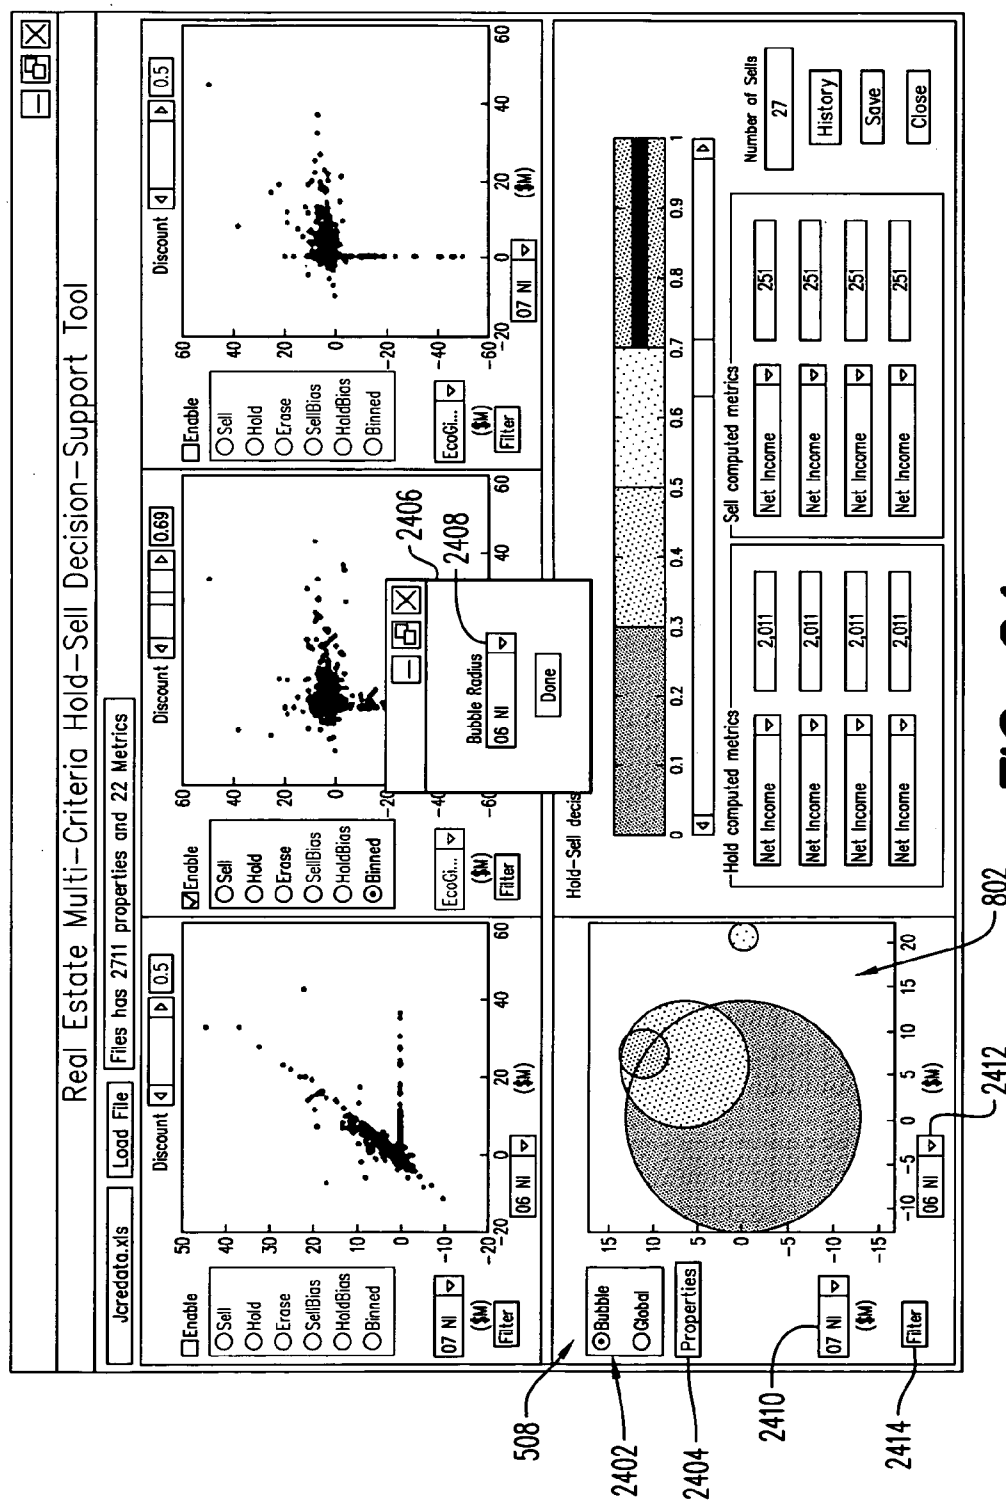 Real Estate Multi-Criteria Hold-Sell Decision-Support Tool
Jcredata.xls Load File Files has 2711 properties and 22 Metrics
Discount 0.5
Enable
Sell
Hold
Erase
SellBias
HoldBias
Binned
50
40
30
20
10
0
-10
-20
-20 0 20 40 60
07 NI
($M)
Filter
06 NI ($M)
Discount 0.69
Enable
Sell
Hold
Erase
SellBias
HoldBias
Binned
60
40
20
0
-20
-40
-60
40 60
EcoGi...
($M)
Filter
Discount 0.5
Enable
Sell
Hold
Erase
SellBias
HoldBias
Binned
60
40
20
0
-20
-40
-60
-20 0 20 40 60
EcoGi...
($M)
Filter
07 NI ($M)
2406
2408
Bubble Radius
06 NI
Done
508
2402
2404
2410
2414
Bubble
Global
Properties
15
10
5
0
-5
-10
-15
-10 -5 0 5 10 15 20
07 NI
($M)
Filter
06 NI ($M)
2412
802
Hold-Sell decis
0 0.1 0.2 0.3 0.4 0.5 0.6 0.7 0.8 0.9 1
Hold computed metrics
Net Income 2,011
Net Income 2,011
Net Income 2,011
Net Income 2,011
Sell computed metrics
Net Income 251
Net Income 251
Net Income 251
Net Income 251
Number of Sells
27
History
Save
Close